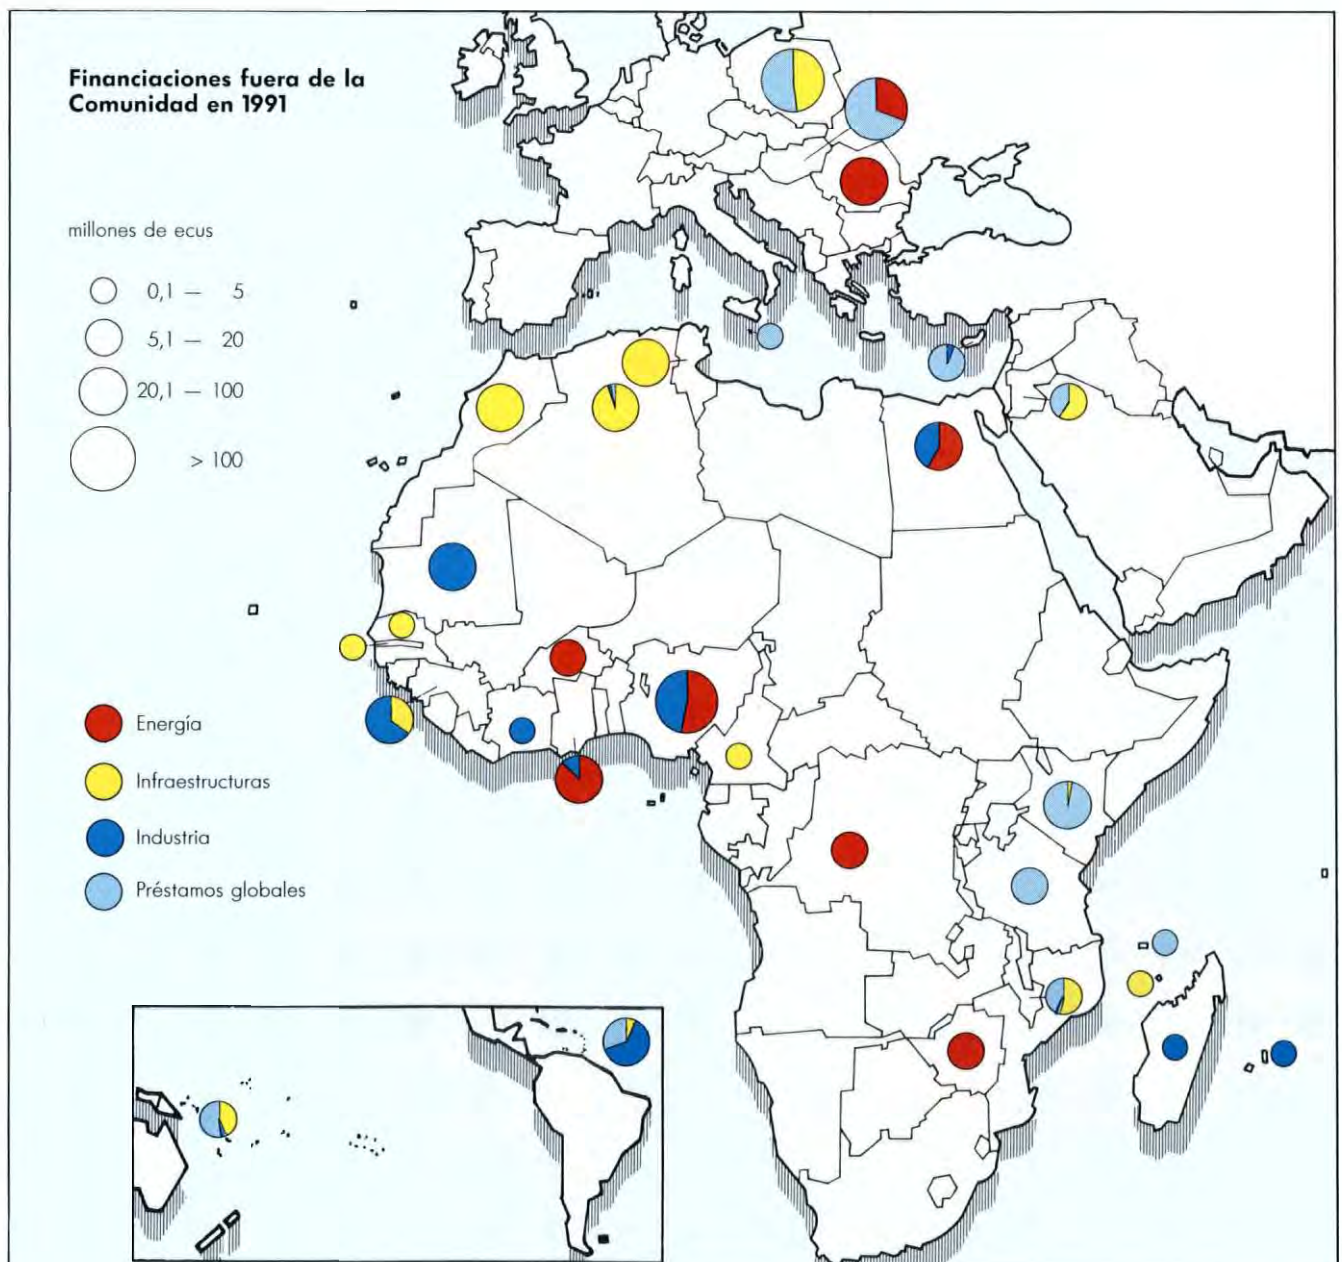 Financiaciones fuera de la
Comunidad en 1991
millones de ecus
0,1 — 5
5,1 — 20
20,1 — 100
> 100
Energía
Infraestructuras
Industria
Préstamos globales